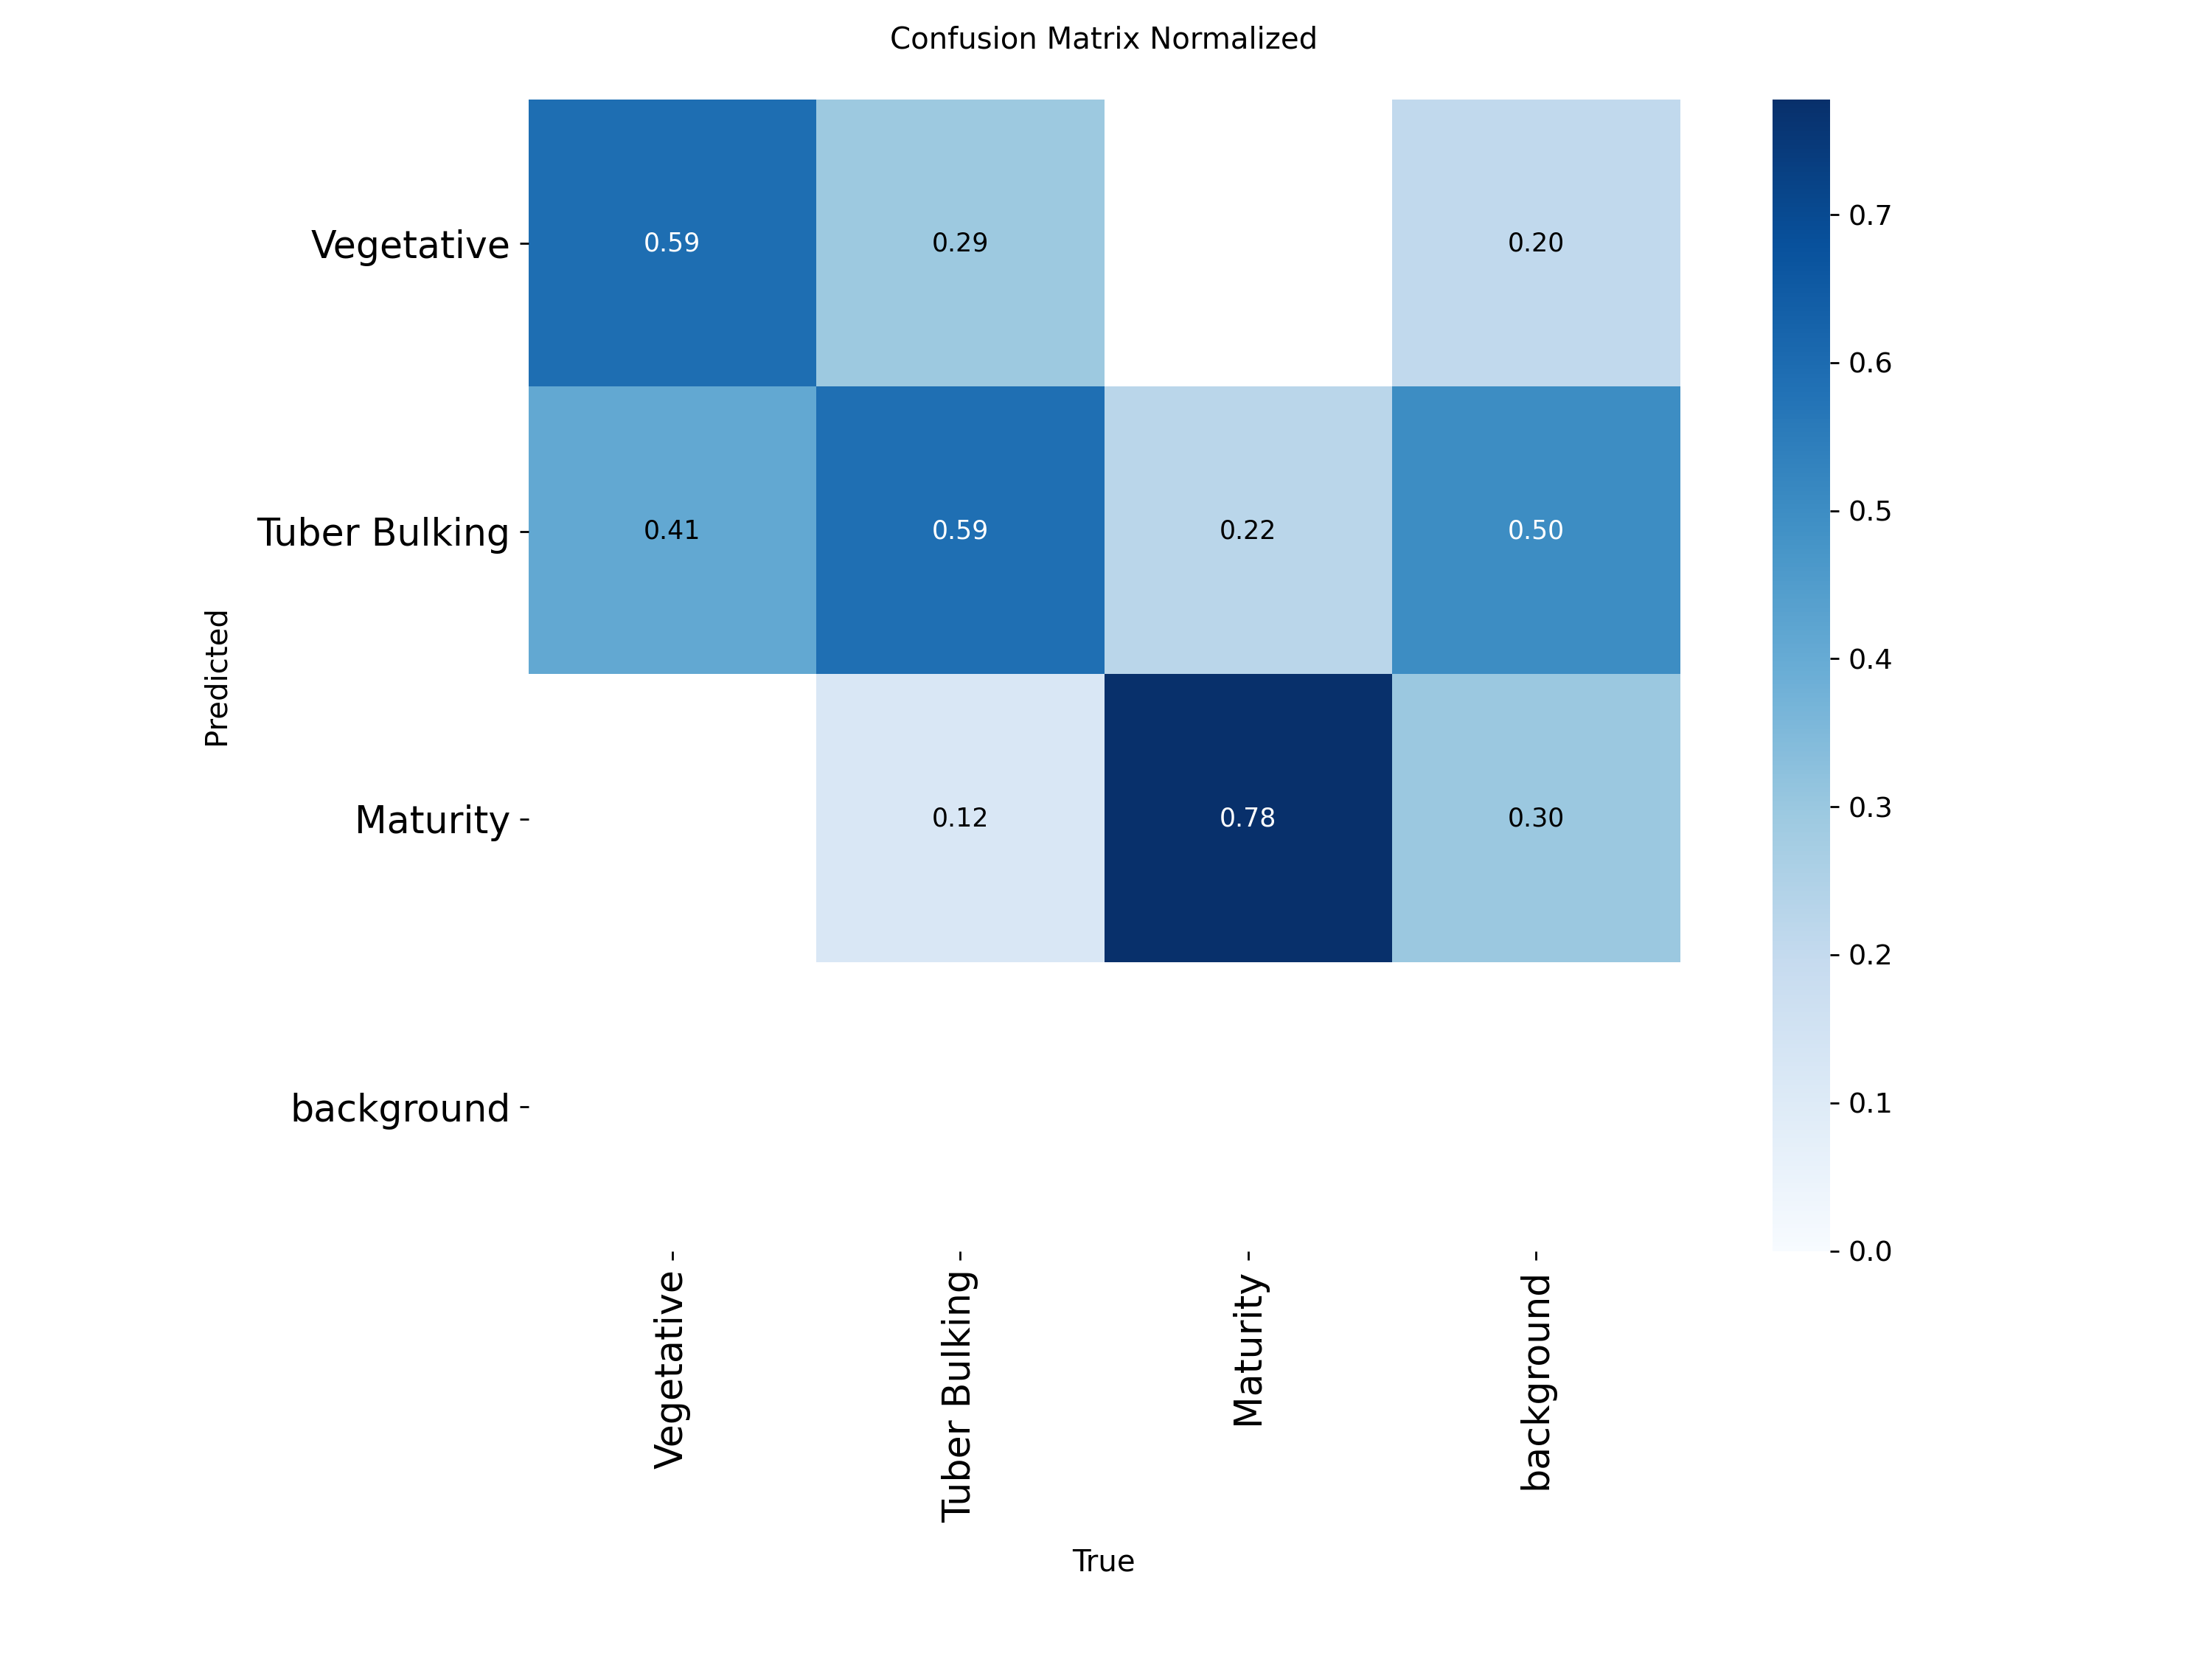 Confusion Matrix Normalized
Vegetative
0.59
0.29
0.20
Tuber Bulking
0.41
0.59
0.22
0.50
Maturity
0.12
0.78
0.30
background
Predicted
Vegetative
Tuber Bulking
Maturity
background
True
0.7
0.6
0.5
0.4
0.3
0.2
0.1
0.0